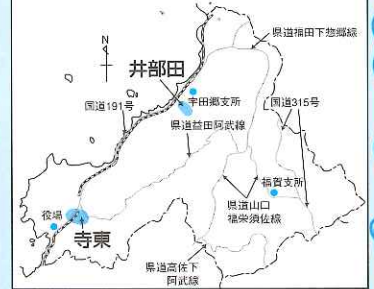 N
県道福田下惣郷線
井部田
宇田郷支所
国道191号
国道315号
県道益田阿武線
福賀支所
役場
県道山口
福栄須佐線
寺東
県道高佐下
阿武線